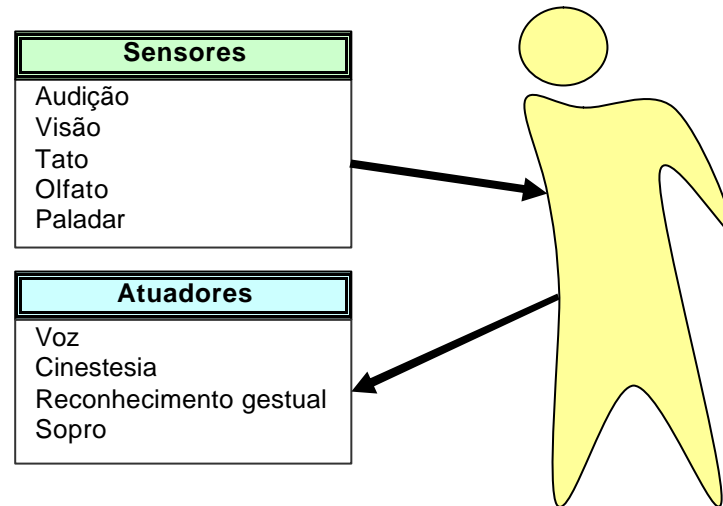 Sensores
Audição
Visão
Tato
Olfato
Paladar
Atuadores
Voz
Cinestesia
Reconhecimento gestual
Sopro